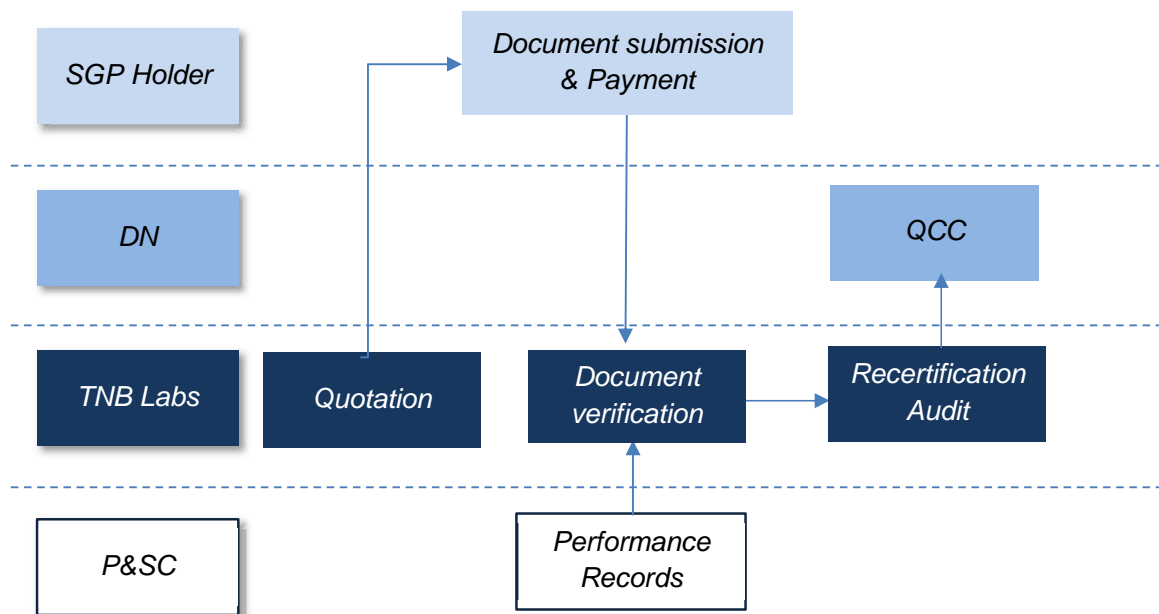 SGP Holder
Document submission
& Payment
DN
QCC
TNB Labs
Quotation
Document
verification
Recertification
Audit
P&SC
Performance
Records